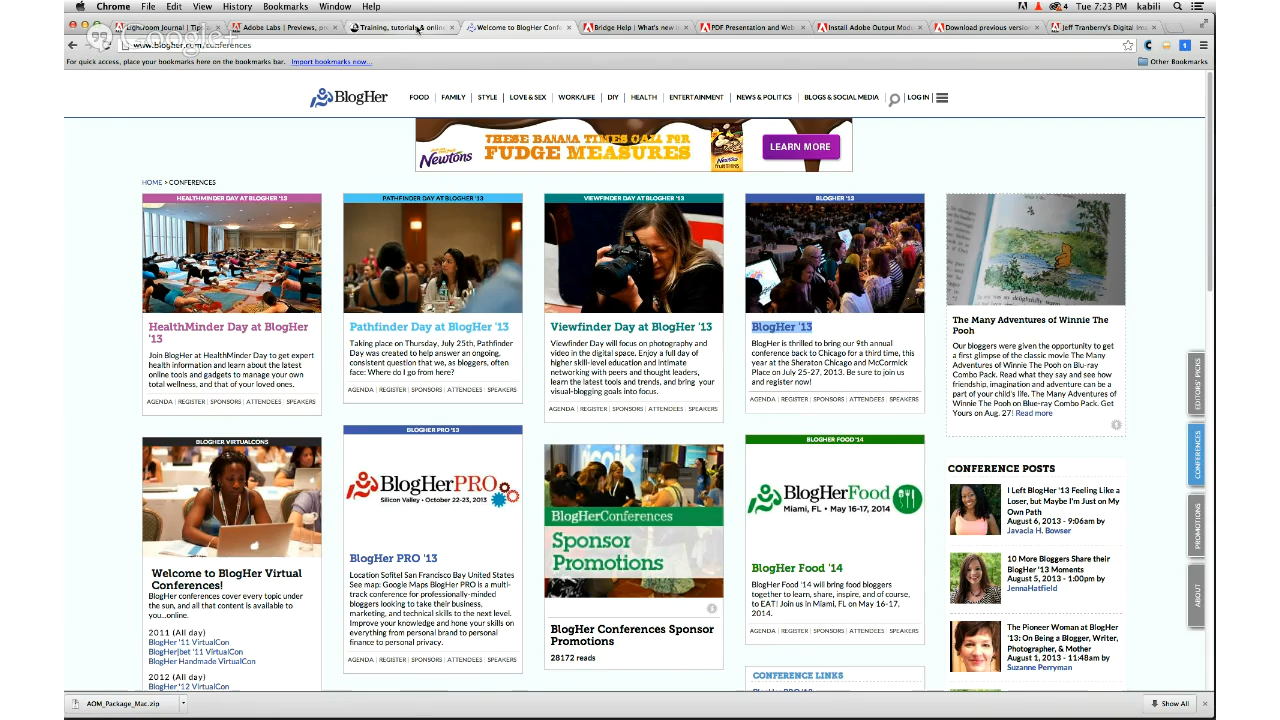 Chrome File Edit View History Bookmarks Window Help
4 Tue 7:23 PM kabili
Lightroom Journal | Tips
Adobe Labs | Previews, pr
Training, tutorials & onlin
Welcome to BlogHer Conf
Bridge Help | What's new i
PDF Presentation and Web
Install Adobe Output Mod
Download previous version
Jeff Tranberry's Digital Im
Google+
www.blogher.com/conferences
For quick access, place your bookmarks here on the bookmarks bar. Import bookmarks now...
Other Bookmarks
BlogHer
FOOD | FAMILY | STYLE | LOVE & SEX | WORK/LIFE | DIY | HEALTH | ENTERTAINMENT | NEWS & POLITICS | BLOGS & SOCIAL MEDIA | LOG IN
Newtons
THESE BANANA TIMES CALL FOR
FUDGE MEASURES
Newtons
LEARN MORE
HOME > CONFERENCES
HEALTHMINDER DAY AT BLOGHER '13
HealthMinder Day at BlogHer
'13
Join BlogHer at HealthMinder Day to get expert
health information and learn about the latest
online tools and gadgets to manage your own
total wellness, and that of your loved ones.
AGENDA | REGISTER | SPONSORS | ATTENDEES | SPEAKERS
PATHFINDER DAY AT BLOGHER '13
Pathfinder Day at BlogHer '13
Taking place on Thursday, July 25th, Pathfinder
Day was created to help answer an ongoing,
consistent question that we, as bloggers, often
face: Where do I go from here?
AGENDA | REGISTER | SPONSORS | ATTENDEES | SPEAKERS
VIEWFINDER DAY AT BLOGHER '13
Viewfinder Day at BlogHer '13
Viewfinder Day will focus on photography and
video in the digital space. Enjoy a full day of
higher skill-level education and intimate
networking with peers and thought leaders,
learn the latest tools and trends, and bring your
visual-blogging goals into focus.
AGENDA | REGISTER | SPONSORS | ATTENDEES | SPEAKERS
BLOGHER '13
BlogHer '13
BlogHer is thrilled to bring our 9th annual
conference back to Chicago for a third time, this
year at the Sheraton Chicago and McCormick
Place on July 25-27, 2013. Be sure to join us
and register now!
AGENDA | REGISTER | SPONSORS | ATTENDEES | SPEAKERS
The Many Adventures of Winnie The
Pooh
Our bloggers were given the opportunity to get
a first glimpse of the classic movie The Many
Adventures of Winnie The Pooh on Blu-ray
Combo Pack. Read what they say and see how
friendship, imagination and adventure can be a
part of your child's life. The Many Adventures of
Winnie The Pooh on Blue-ray Combo Pack. Get
Yours on Aug. 27! Read more
BLOGHER VIRTUALCONS
Welcome to BlogHer Virtual
Conferences!
BlogHer conferences cover every topic under
the sun, and all that content is available to
you...online.
2011 (All day)
BlogHer '11 VirtualCon
BlogHer|bet '11 VirtualCon
BlogHer Handmade VirtualCon
2012 (All day)
BlogHer '12 VirtualCon
BLOGHER PRO '13
BlogHerPRO
Silicon Valley • October 22-23, 2013
BlogHer PRO '13
Location Sofitel San Francisco Bay United States
See map: Google Maps BlogHer PRO is a multi-
track conference for professionally-minded
bloggers looking to take their business,
marketing, and technical skills to the next level.
Improve your knowledge and hone your skills on
everything from personal brand to personal
finance to personal privacy.
AGENDA | REGISTER | SPONSORS | ATTENDEES | SPEAKERS
BlogHerConferences
Sponsor
Promotions
BlogHer Conferences Sponsor
Promotions
28172 reads
BLOGHER FOOD '14
BlogHerFood
Miami, FL • May 16-17, 2014
BlogHer Food '14
BlogHer Food '14 will bring food bloggers
together to learn, share, inspire, and of course,
to EAT! Join us in Miami, FL on May 16-17,
2014.
AGENDA | REGISTER | SPONSORS | ATTENDEES | SPEAKERS
CONFERENCE LINKS
CONFERENCE POSTS
I Left BlogHer '13 Feeling Like a
Loser, but Maybe I'm Just on My
Own Path
August 6, 2013 - 9:06am by
Javacia H. Bowser
10 More Bloggers Share their
BlogHer '13 Moments
August 5, 2013 - 1:00pm by
JennaHatfield
The Pioneer Woman at BlogHer
'13: On Being a Blogger, Writer,
Photographer, & Mother
August 1, 2013 - 11:48am by
Suzanne Perryman
EDITORS' PICKS
CONFERENCES
PROMOTIONS
ABOUT
AOM_Package_Mac.zip
Show All